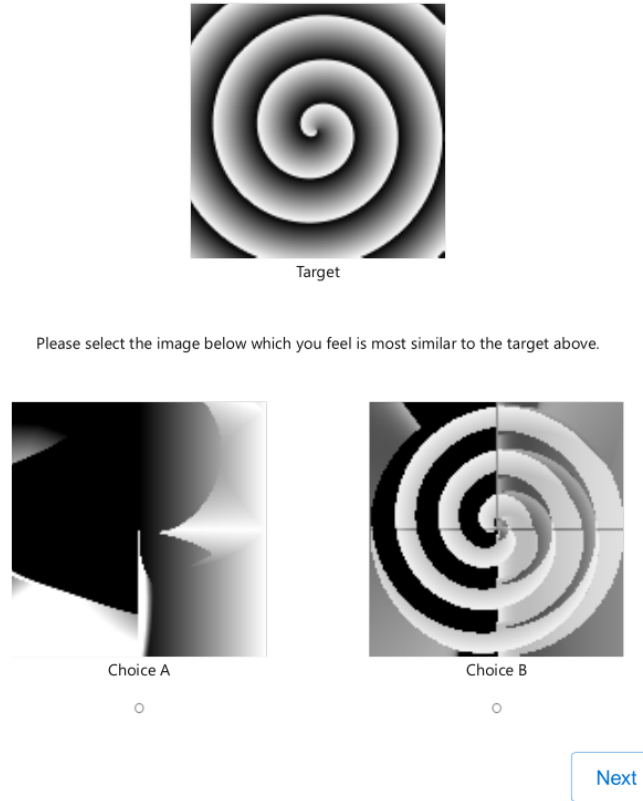 Target
Please select the image below which you feel is most similar to the target above.
Choice A
Choice B
Next